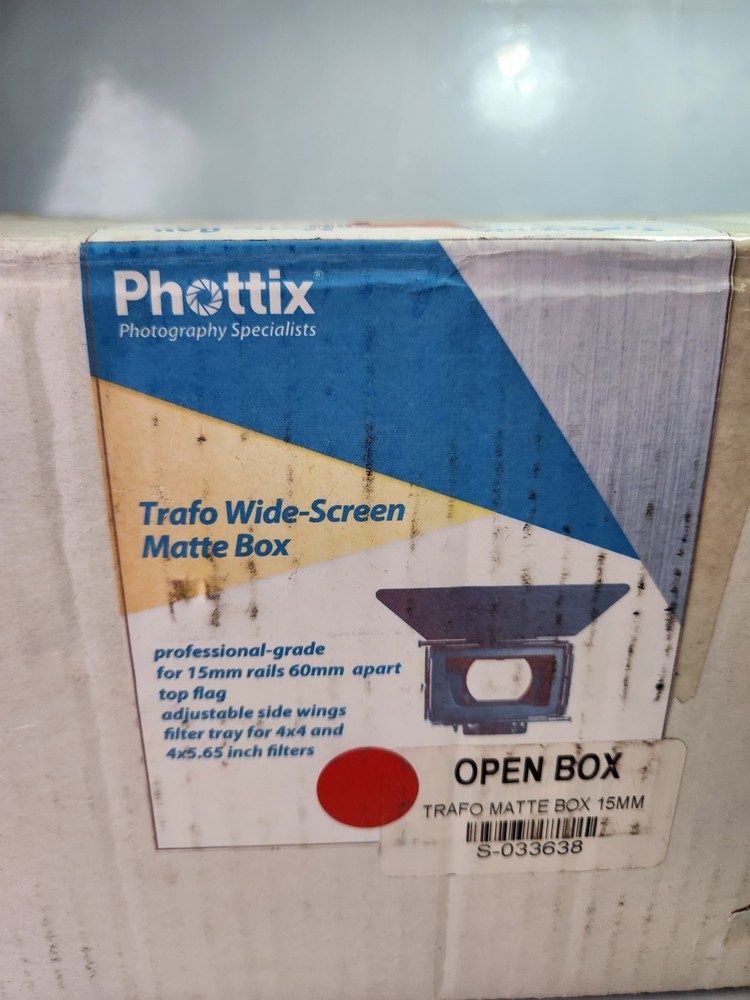 Phottix®
Photography Specialists
Trafo Wide-Screen
Matte Box
professional-grade
for 15mm rails 60mm apart
top flag
adjustable side wings
filter tray for 4x4 and
4x5.65 inch filters
OPEN BOX
TRAFO MATTE BOX 15MM
S-033638